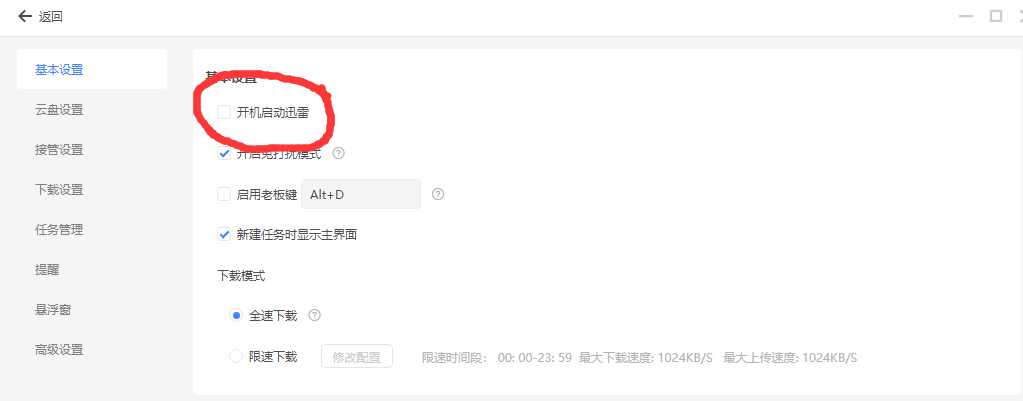 返回
基本设置
云盘设置
接管设置
下载设置
任务管理
提醒
悬浮窗
高级设置
基本设置
开机启动迅雷
开启免打扰模式
启用老板键 Alt+D
新建任务时显示主界面
下载模式
全速下载
限速下载 修改配置 限速时间段: 00: 00-23: 59 最大下载速度: 1024KB/S 最大上传速度: 1024KB/S